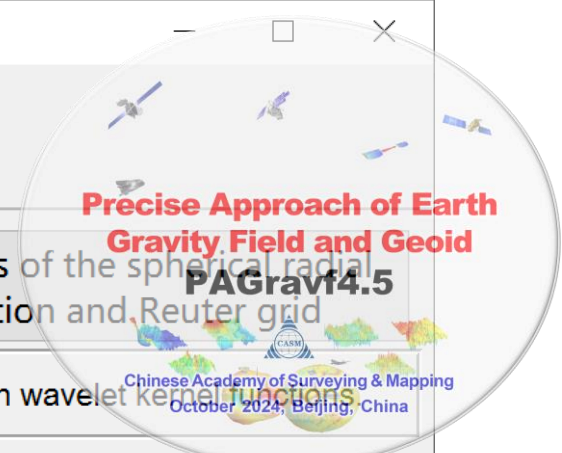 Precise Approach of Earth
Gravity Field and Geoid
s of the spherical radial
PAGravf4.5
tion and Reuter grid
CASM
Chinese Academy of Surveying & Mapping
n wavelet kernel functions
October 2024, Beijing, China